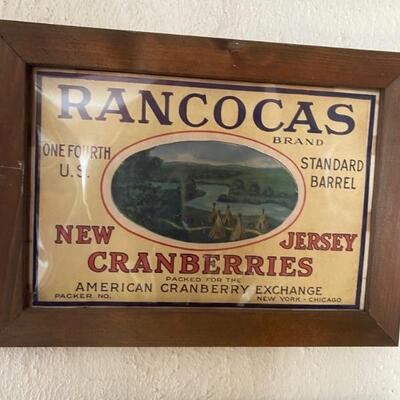 RANCOCAS
BRAND
ONE FOURTH
U.S.
STANDARD
BARREL
NEW JERSEY
CRANBERRIES
PACKED FOR THE
AMERICAN CRANBERRY EXCHANGE
PACKER NO. NEW YORK - CHICAGO